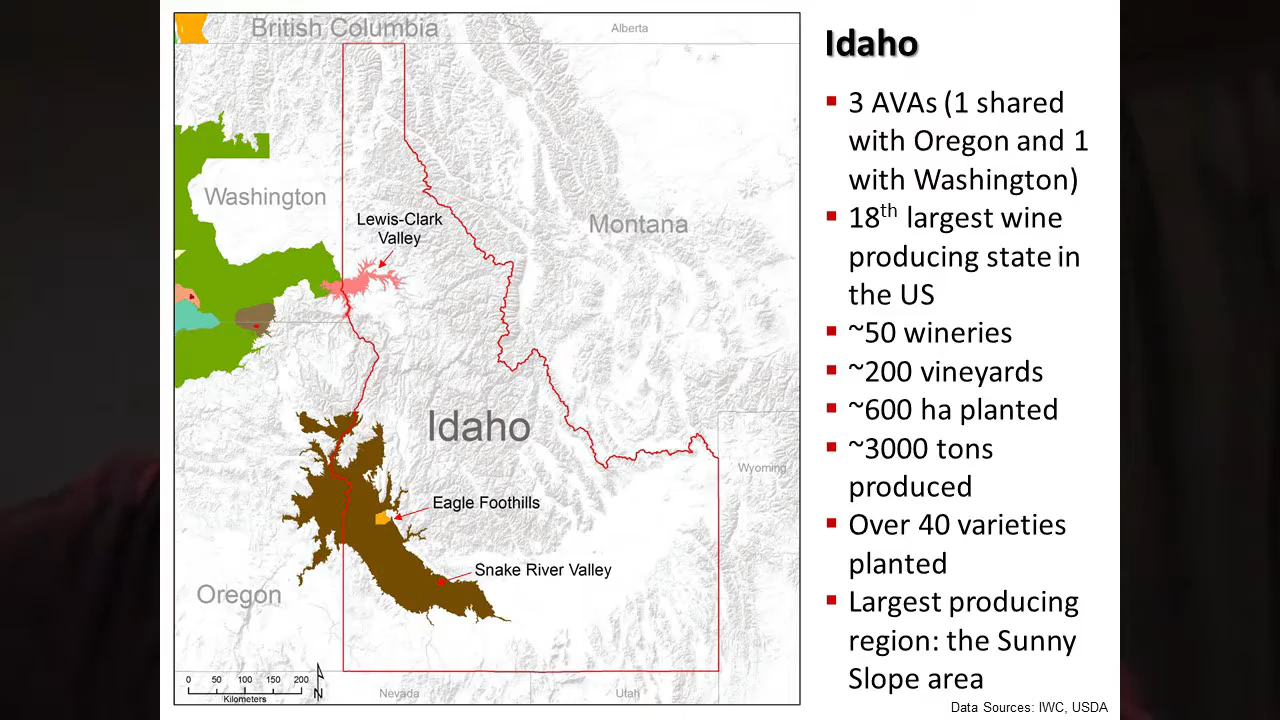 British Columbia
Alberta
Washington
Lewis-Clark
Valley
Montana
Idaho
Wyoming
Eagle Foothills
Snake River Valley
Oregon
0 50 100 150 200
Kilometers
N
Nevada
Utah
Idaho
3 AVAs (1 shared
with Oregon and 1
with Washington)
18th largest wine
producing state in
the US
~50 wineries
~200 vineyards
~600 ha planted
~3000 tons
produced
Over 40 varieties
planted
Largest producing
region: the Sunny
Slope area
Data Sources: IWC, USDA